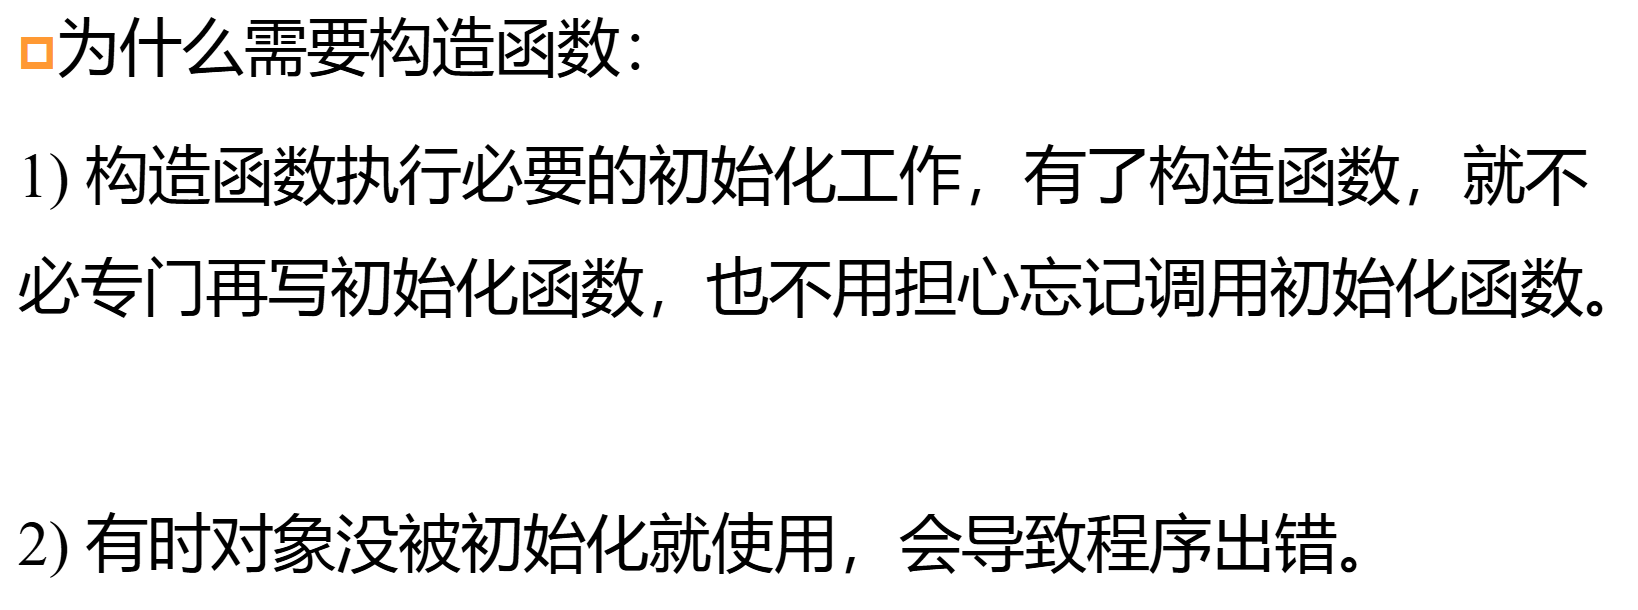 为什么需要构造函数：
1) 构造函数执行必要的初始化工作，有了构造函数，就不
必专门再写初始化函数，也不用担心忘记调用初始化函数。
2) 有时对象没被初始化就使用，会导致程序出错。